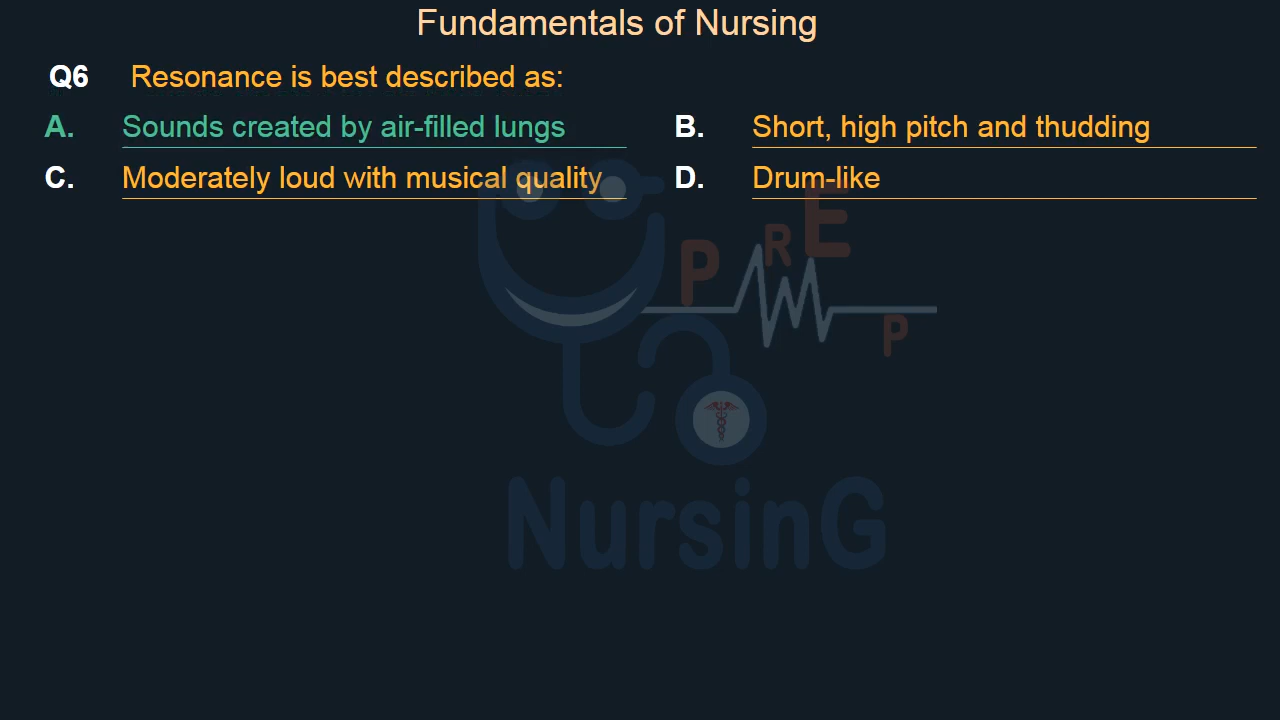 Fundamentals of Nursing
Q6 Resonance is best described as:
A. Sounds created by air-filled lungs B. Short, high pitch and thudding
C. Moderately loud with musical quality D. Drum-like
PREP
NursinG